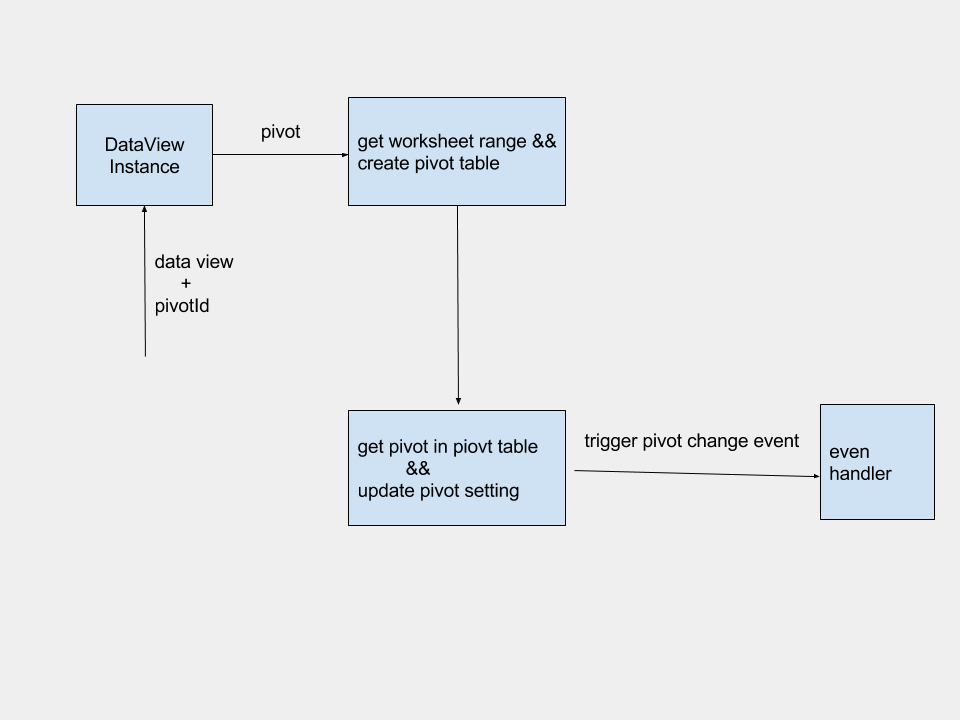 DataView
Instance
pivot
get worksheet range &&
create pivot table
data view
+
pivotId
get pivot in piovt table
&&
update pivot setting
trigger pivot change event
even
handler